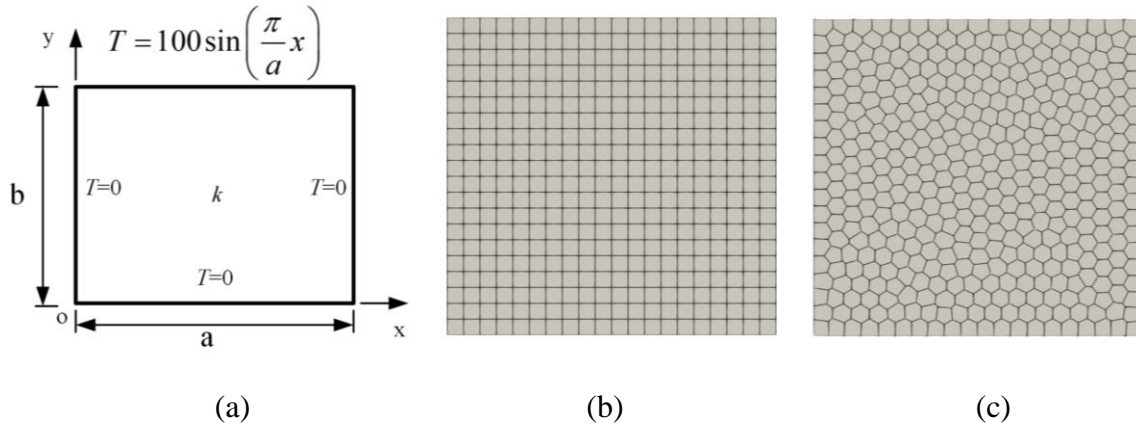 y
T = 100 sin(π/a x)
b
T=0
k
T=0
T=0
o
x
a
(a)
(b)
(c)